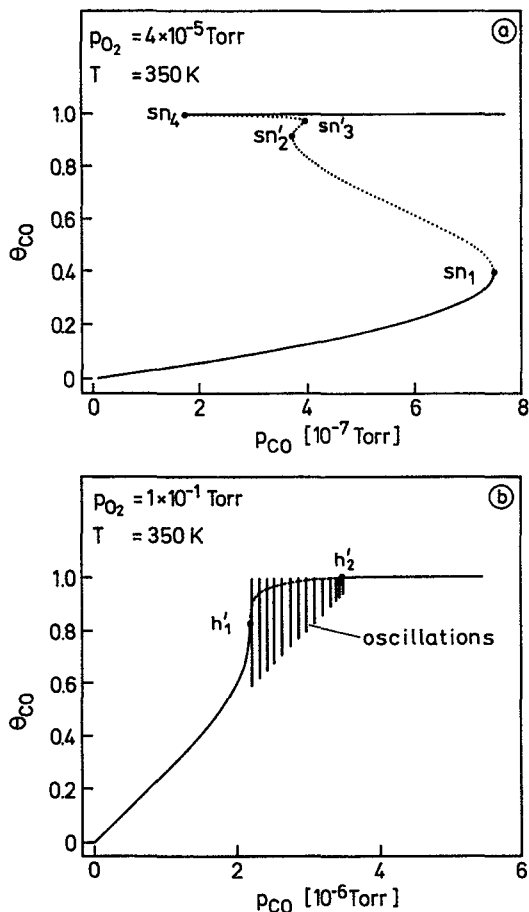 p_O₂ = 4×10⁻⁵ Torr
T = 350 K
ⓐ
1.0
0.8
0.6
0.4
0.2
0
θ_CO
sn₄
sn'₃
sn'₂
sn₁
0 2 4 6 8
p_CO [10⁻⁷ Torr]
p_O₂ = 1×10⁻¹ Torr
T = 350 K
ⓑ
1.0
0.8
0.6
0.4
0.2
0
θ_CO
h'₂
h'₁
oscillations
0 2 4 6
p_CO [10⁻⁶ Torr]